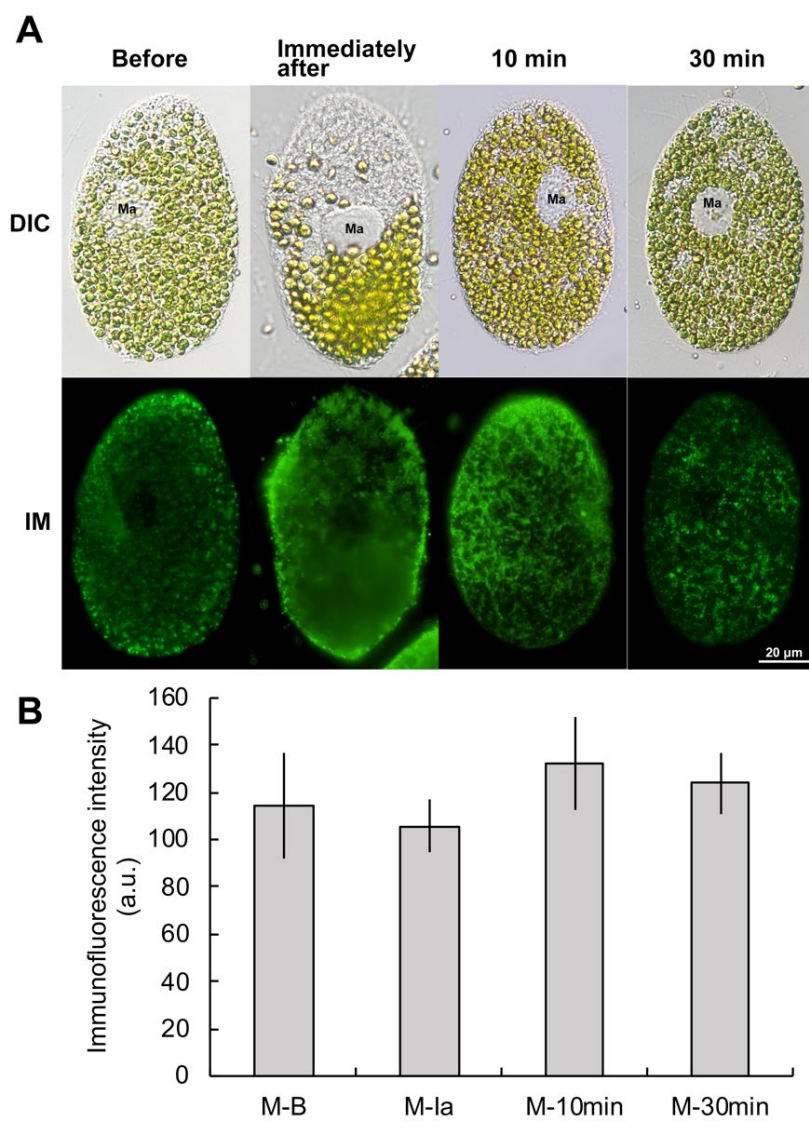 A
Before
Immediately
after
10 min
30 min
DIC
Ma
Ma
Ma
Ma
IM
20 µm
B
Immunofluorescence intensity
(a.u.)
160
140
120
100
80
60
40
20
0
M-B
M-Ia
M-10min
M-30min